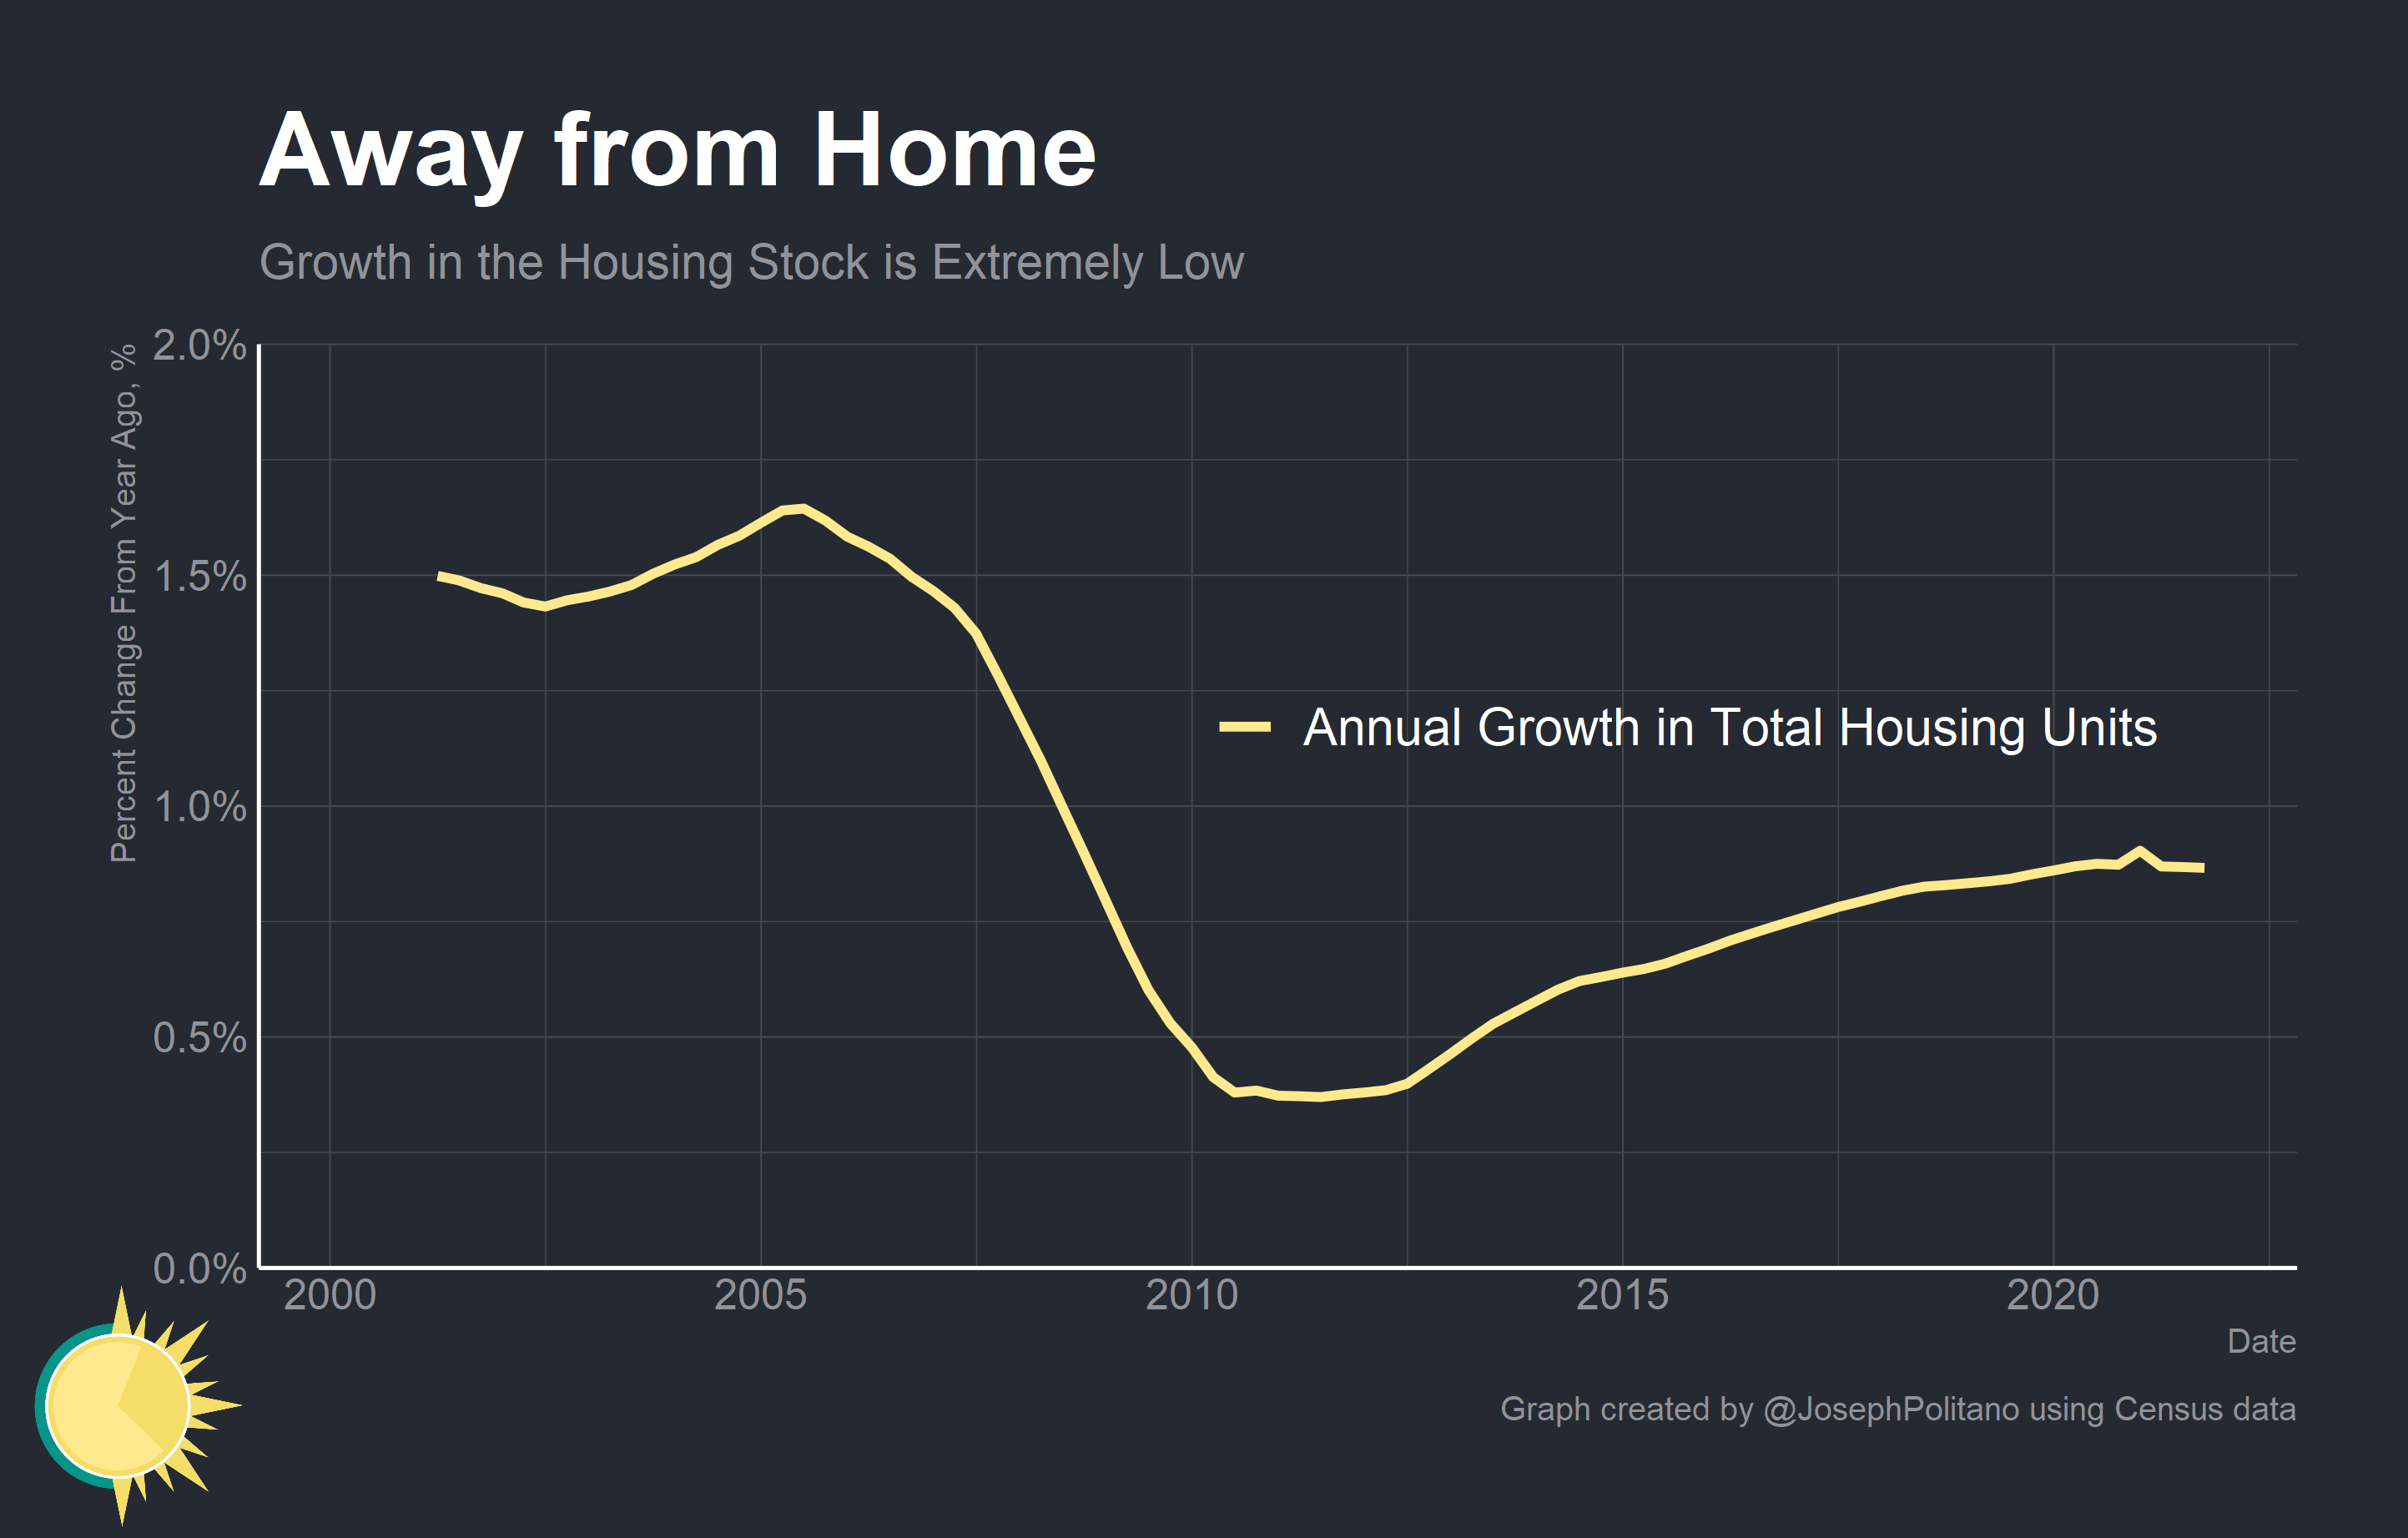 Away from Home
Growth in the Housing Stock is Extremely Low
Percent Change From Year Ago, %
2.0%
1.5%
1.0%
0.5%
0.0%
Annual Growth in Total Housing Units
2000
2005
2010
2015
2020
Date
Graph created by @JosephPolitano using Census data